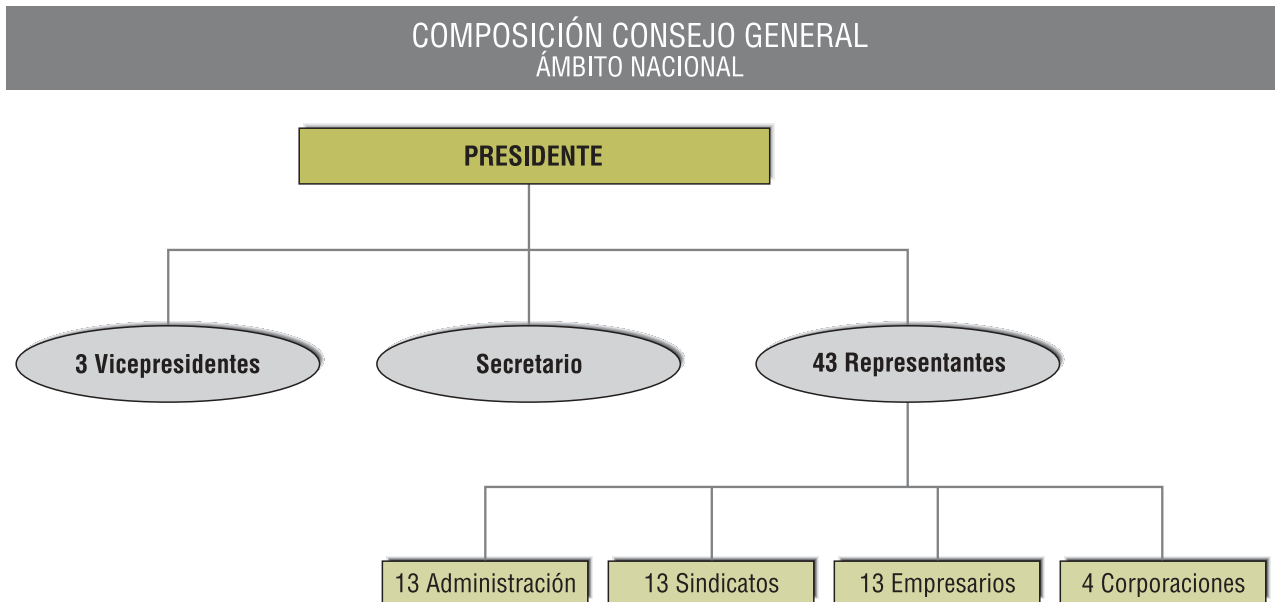 COMPOSICIÓN CONSEJO GENERAL
ÁMBITO NACIONAL
PRESIDENTE
3 Vicepresidentes
Secretario
43 Representantes
13 Administración
13 Sindicatos
13 Empresarios
4 Corporaciones